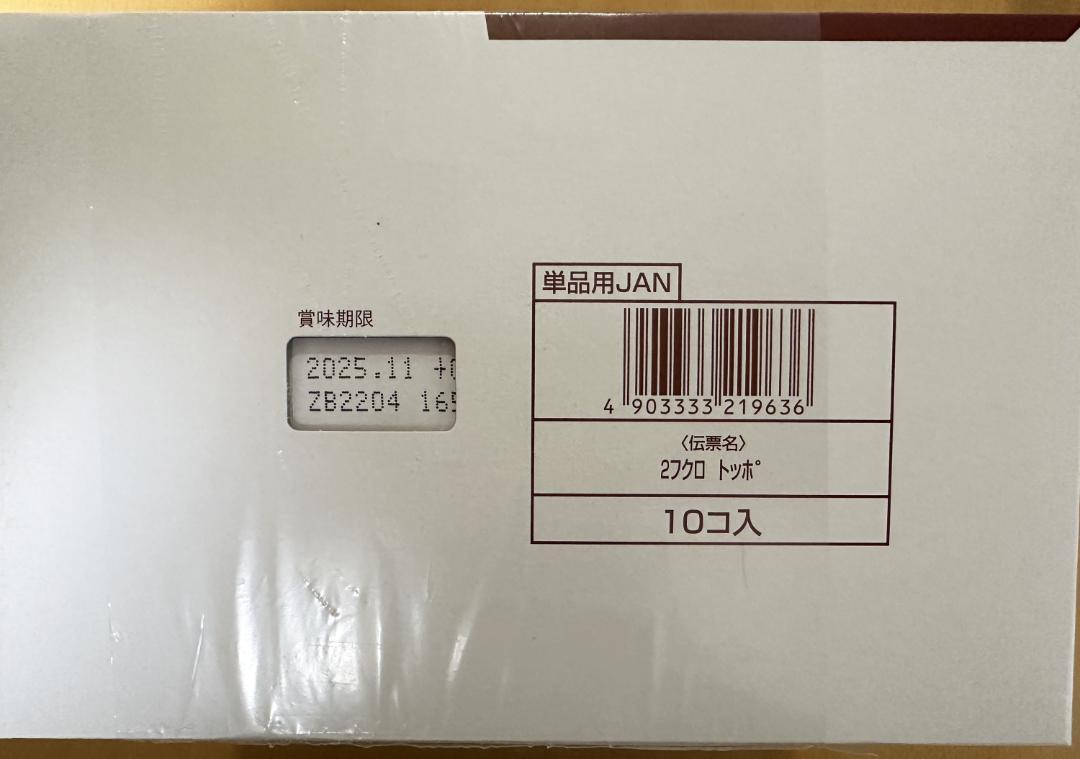 賞味期限
2025.11
ZB2204
単品用JAN
4 903333 219636
〈伝票名〉
2フクロ トッポ
10コ入